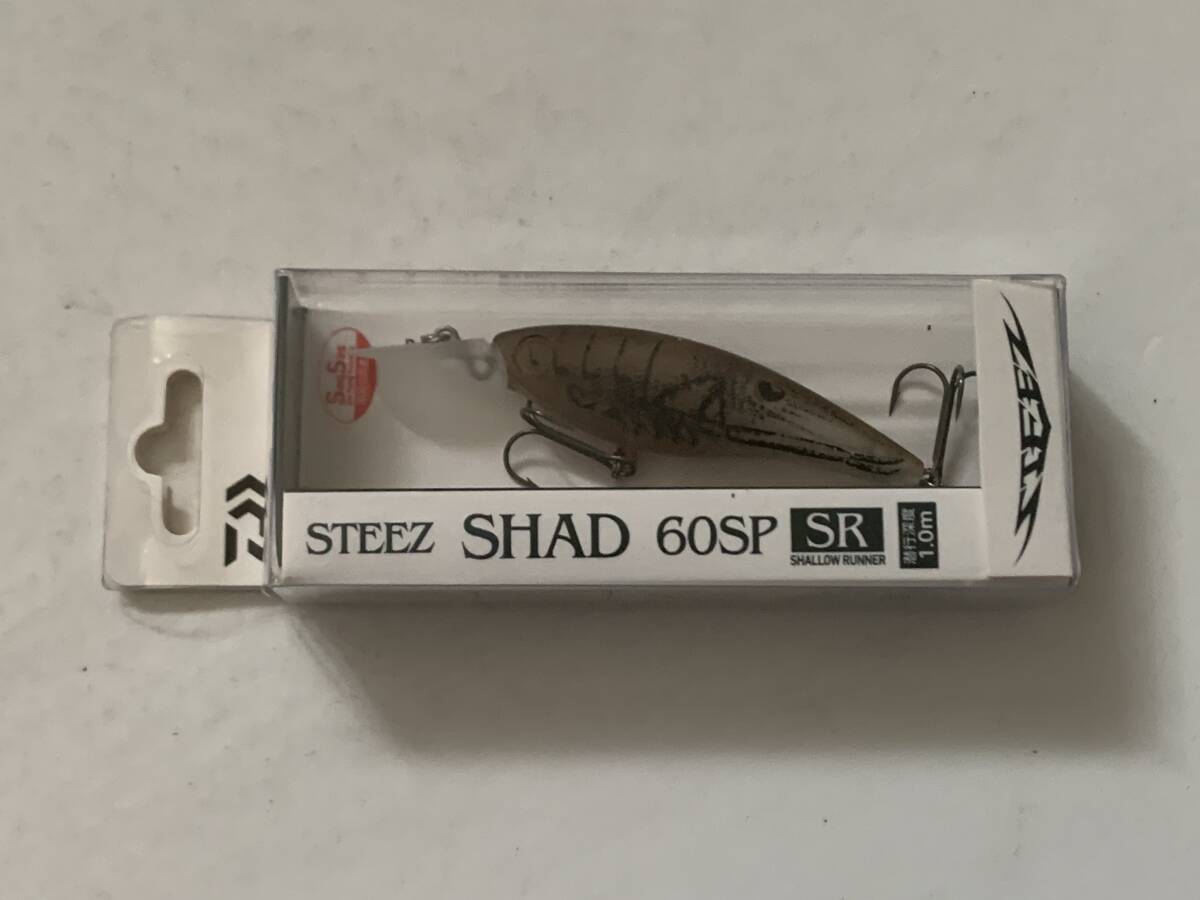 STEEZ SHAD 60SP SR
SHALLOW RUNNER
潜行深度
1.0m
STEEZ